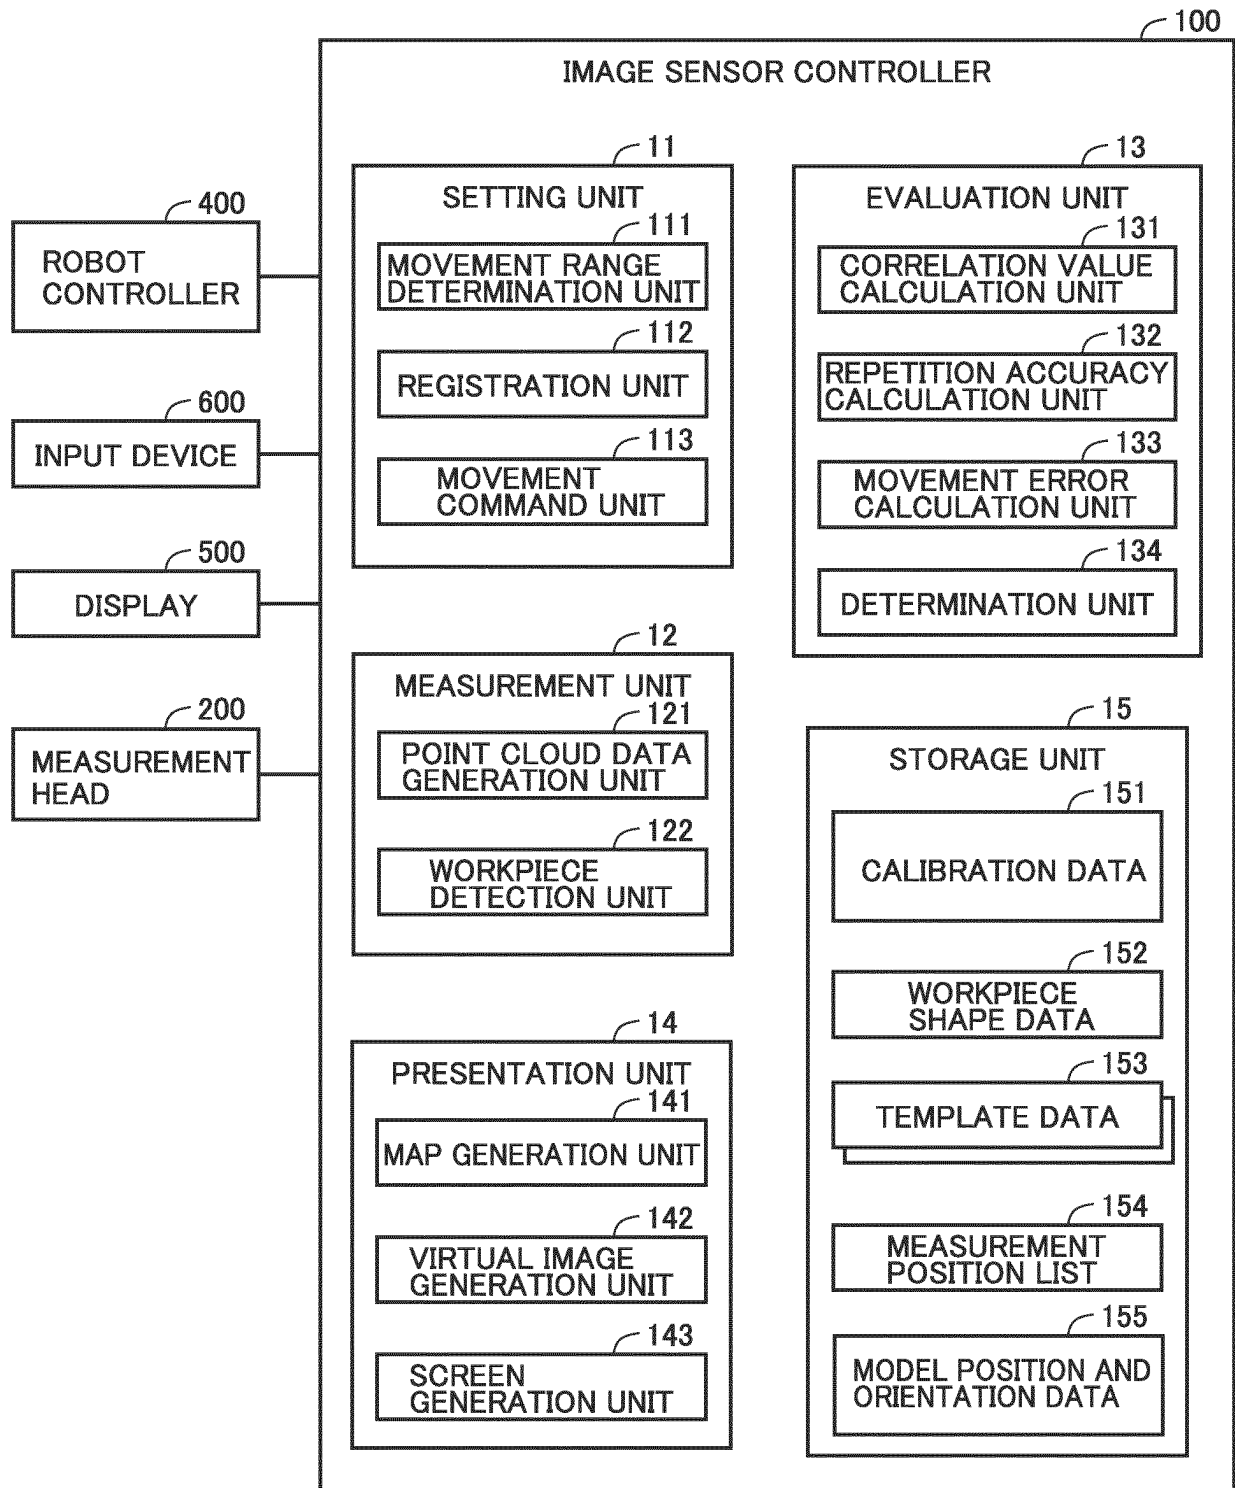 100
IMAGE SENSOR CONTROLLER
400
ROBOT
CONTROLLER
600
INPUT DEVICE
500
DISPLAY
200
MEASUREMENT
HEAD
11
SETTING UNIT
111
MOVEMENT RANGE
DETERMINATION UNIT
112
REGISTRATION UNIT
113
MOVEMENT
COMMAND UNIT
12
MEASUREMENT UNIT
121
POINT CLOUD DATA
GENERATION UNIT
122
WORKPIECE
DETECTION UNIT
14
PRESENTATION UNIT
141
MAP GENERATION UNIT
142
VIRTUAL IMAGE
GENERATION UNIT
143
SCREEN
GENERATION UNIT
13
EVALUATION UNIT
131
CORRELATION VALUE
CALCULATION UNIT
132
REPETITION ACCURACY
CALCULATION UNIT
133
MOVEMENT ERROR
CALCULATION UNIT
134
DETERMINATION UNIT
15
STORAGE UNIT
151
CALIBRATION DATA
152
WORKPIECE
SHAPE DATA
153
TEMPLATE DATA
154
MEASUREMENT
POSITION LIST
155
MODEL POSITION AND
ORIENTATION DATA